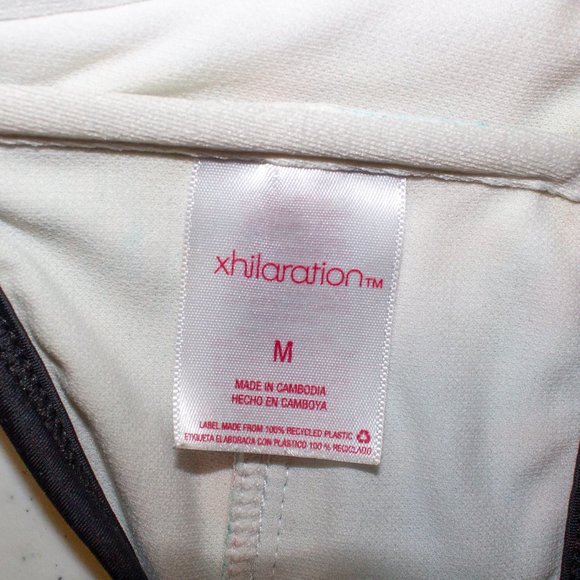 xhilaration™
M
MADE IN CAMBODIA
HECHO EN CAMBOYA
LABEL MADE FROM 100% RECYCLED PLASTIC
ETIQUETA ELABORADA CON PLÁSTICO 100 % RECICLADO